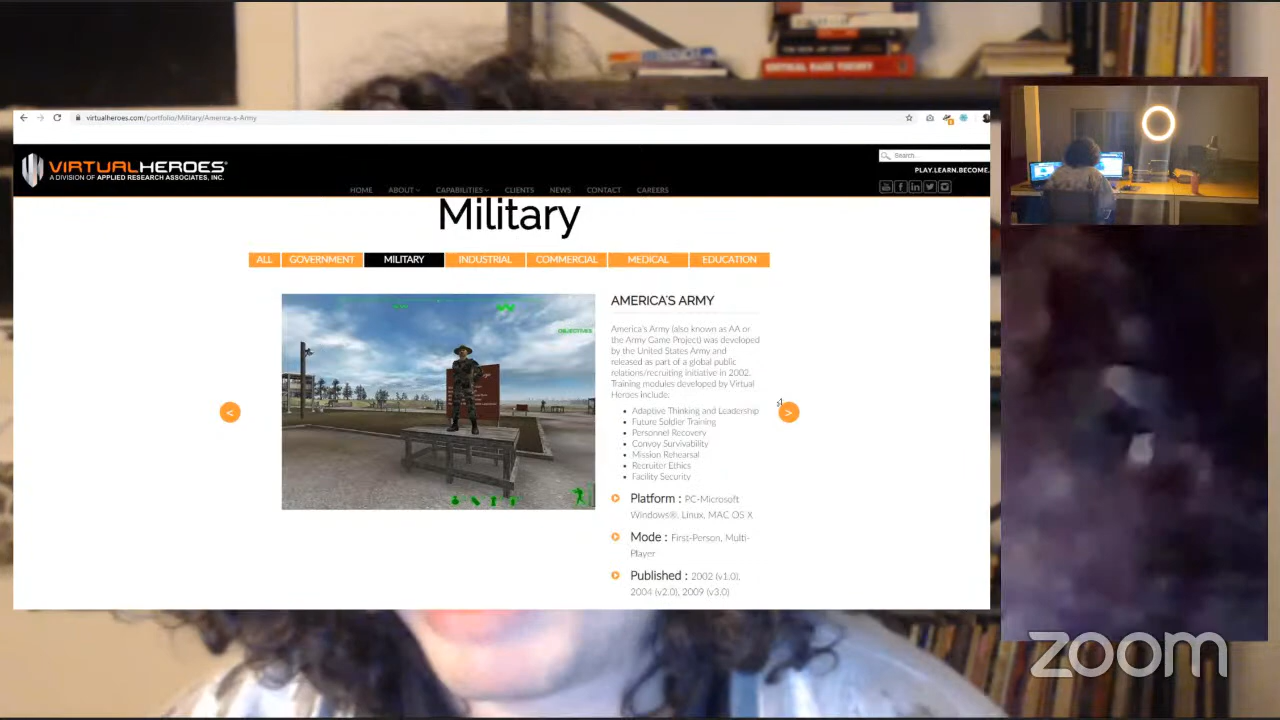 CRITICAL RACE THEORY
virtualheroes.com/portfolio/Military/America-s-Army
VIRTUALHEROES
A DIVISION OF APPLIED RESEARCH ASSOCIATES, INC.
Search
PLAY.LEARN.BECOME.
HOME ABOUT CAPABILITIES CLIENTS NEWS CONTACT CAREERS
Military
ALL GOVERNMENT MILITARY INDUSTRIAL COMMERCIAL MEDICAL EDUCATION
OBJECTIVES
AMERICA'S ARMY
America's Army (also known as AA or
the Army Game Project) was developed
by the United States Army and
released as part of a global public
relations/recruiting initiative in 2002.
Training modules developed by Virtual
Heroes include:
Adaptive Thinking and Leadership
Future Soldier Training
Personnel Recovery
Convoy Survivability
Mission Rehearsal
Recruiter Ethics
Facility Security
Platform : PC-Microsoft
Windows®, Linux, MAC OS X
Mode : First-Person, Multi-
Player
Published : 2002 (v1.0),
2004 (v2.0), 2009 (v3.0)
zoom